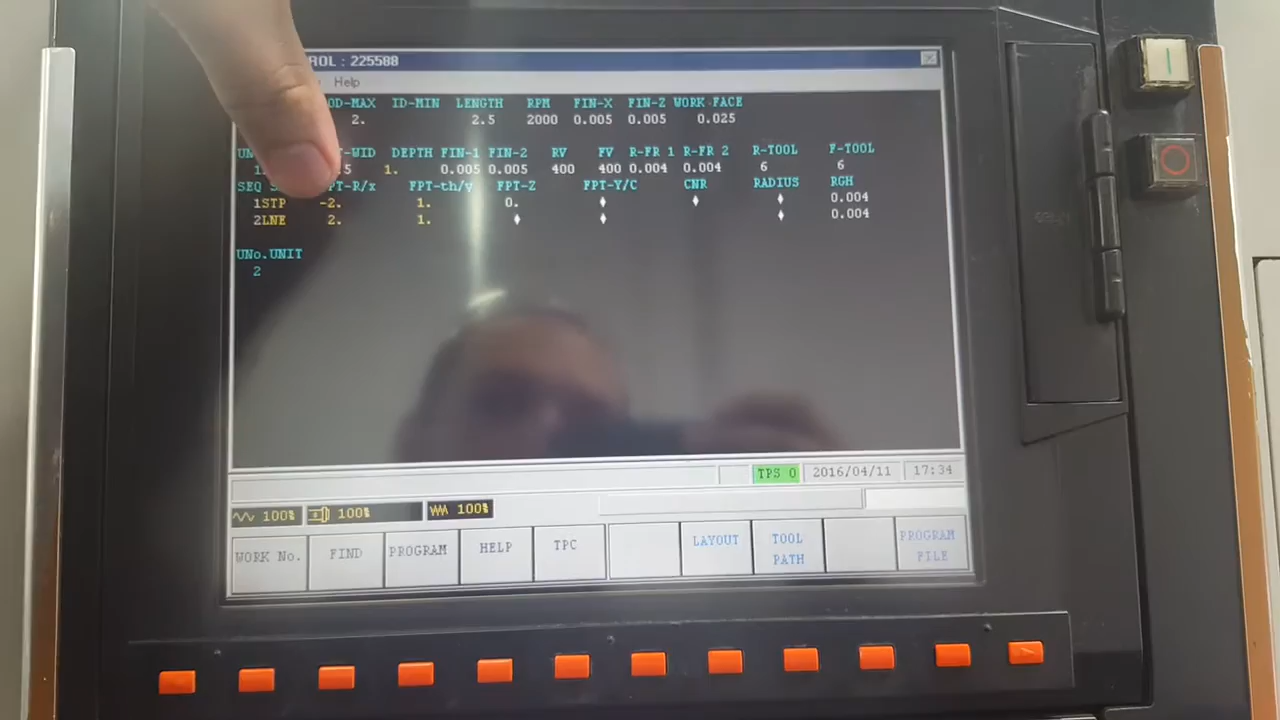 ROL : 225588
Help
OD-MAX ID-MIN LENGTH RPM FIN-X FIN-Z WORK FACE
2. 2.5 2000 0.005 0.005 0.025
DEPTH FIN-1 FIN-2 RV FV R-FR 1 R-FR 2 R-TOOL F-TOOL
1. 0.005 0.005 400 400 0.004 0.004 6 6
SEQ FPT-th/y FPT-Z FPT-Y/C CNR RADIUS RGH
1STP -2. 1. 0. ♦ ♦ ♦ 0.004
2LNE 2. 1. ♦ ♦ ♦ 0.004
UNo.UNIT
2
TPS 0 2016/04/11 17:34
100% 100% 100%
WORK No. FIND PROGRAM HELP TPC LAYOUT TOOL PATH PROGRAM FILE